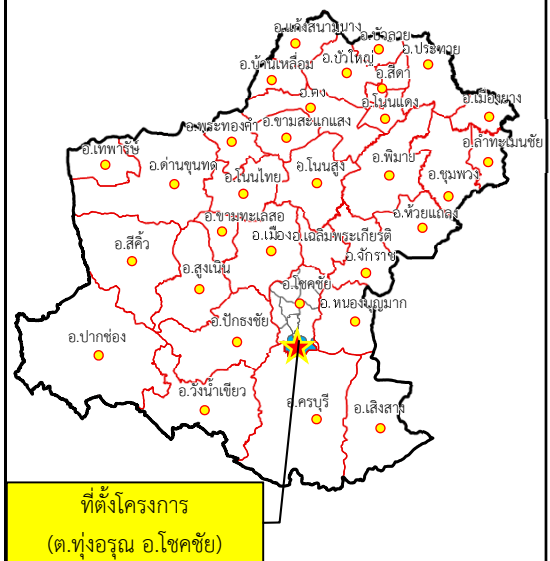 อ.แก้งสนามนาง
อ.บัวลาย
อ.ประทาย
อ.บ้านเหลื่อม
อ.บัวใหญ่
อ.สีดา
อ.คง
อ.โนนแดง
อ.เมืองยาง
อ.พระทองคำ
อ.ขามสะแกแสง
อ.เทพารักษ์
อ.ด่านขุนทด
อ.โนนไทย
อ.โนนสูง
อ.พิมาย
อ.ชุมพวง
อ.ลำทะเมนชัย
อ.ขามทะเลสอ
อ.ห้วยแถลง
อ.สีคิ้ว
อ.เมือง
อ.เฉลิมพระเกียรติ
อ.จักราช
อ.สูงเนิน
อ.โชคชัย
อ.หนองบุญมาก
อ.ปักธงชัย
อ.ปากช่อง
อ.วังน้ำเขียว
อ.ครบุรี
อ.เสิงสาง
ที่ตั้งโครงการ
(ต.ทุ่งอรุณ อ.โชคชัย)